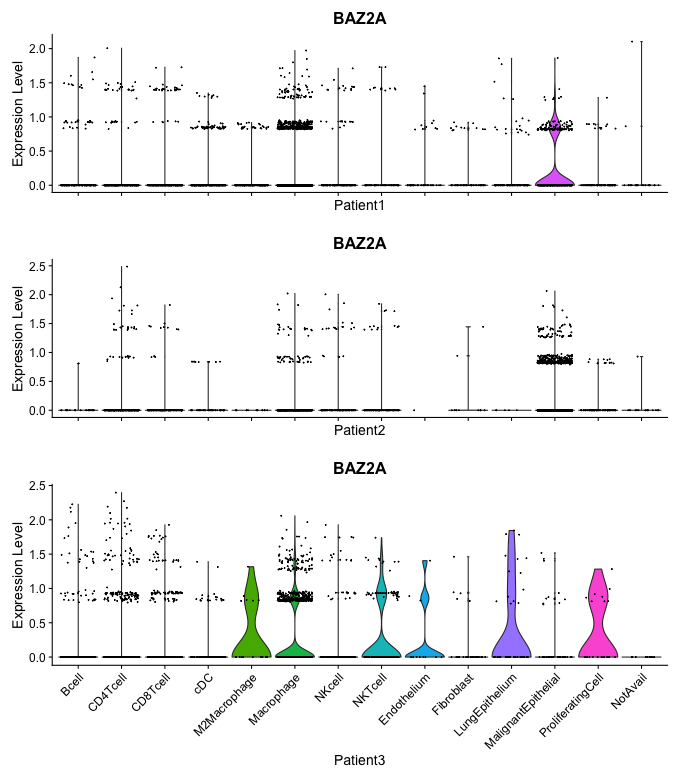 BAZ2A
Expression Level
2.0
1.5
1.0
0.5
0.0
Patient1
BAZ2A
Expression Level
2.5
2.0
1.5
1.0
0.5
0.0
Patient2
BAZ2A
Expression Level
2.5
2.0
1.5
1.0
0.5
0.0
Bcell
CD4Tcell
CD8Tcell
cDC
M2Macrophage
Macrophage
NKcell
NKTcell
Endothelium
Fibroblast
LungEpithelium
MalignantEpithelial
ProliferatingCell
NotAvail
Patient3